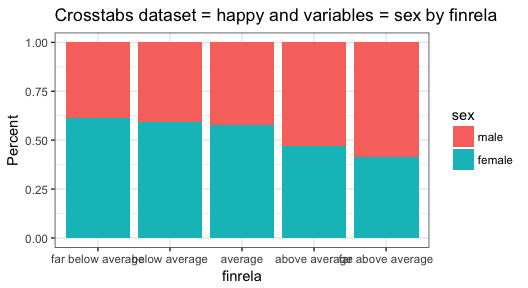 Crosstabs dataset = happy and variables = sex by finrela
1.00
0.75
0.50
0.25
0.00
Percent
far below average below average average above average far above average
finrela
sex
male
female